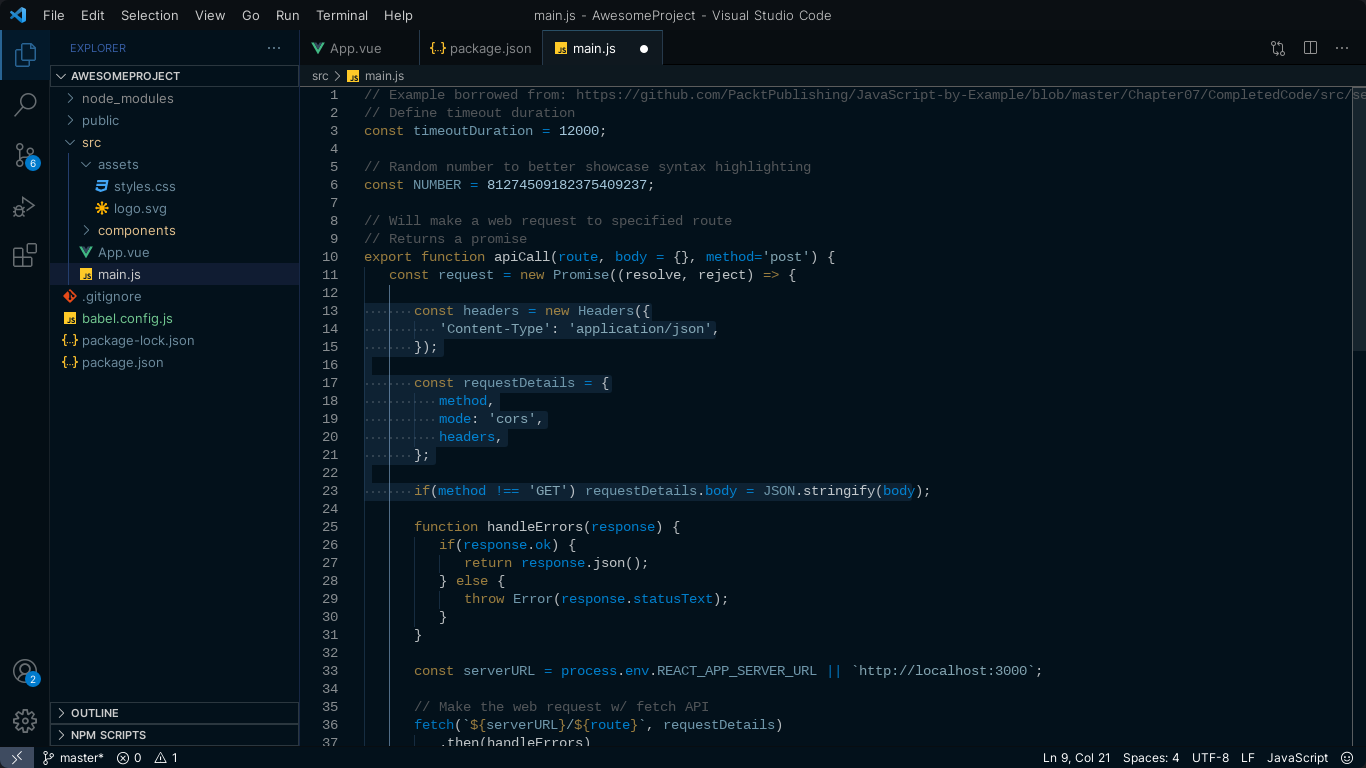 File Edit Selection View Go Run Terminal Help main.js - AwesomeProject - Visual Studio Code
EXPLORER
App.vue package.json main.js
AWESOMEPROJECT
src main.js
node_modules
public
src
assets
styles.css
logo.svg
components
App.vue
main.js
.gitignore
babel.config.js
package-lock.json
package.json
6
2
OUTLINE
NPM SCRIPTS
1 // Example borrowed from: https://github.com/PacktPublishing/JavaScript-by-Example/blob/master/Chapter07/CompletedCode/src/se
2 // Define timeout duration
3 const timeoutDuration = 12000;
4
5 // Random number to better showcase syntax highlighting
6 const NUMBER = 81274509182375409237;
7
8 // Will make a web request to specified route
9 // Returns a promise
10 export function apiCall(route, body = {}, method='post') {
11 const request = new Promise((resolve, reject) => {
12
13 const headers = new Headers({
14 'Content-Type': 'application/json',
15 });
16
17 const requestDetails = {
18 method,
19 mode: 'cors',
20 headers,
21 };
22
23 if(method !== 'GET') requestDetails.body = JSON.stringify(body);
24
25 function handleErrors(response) {
26 if(response.ok) {
27 return response.json();
28 } else {
29 throw Error(response.statusText);
30 }
31 }
32
33 const serverURL = process.env.REACT_APP_SERVER_URL || `http://localhost:3000`;
34
35 // Make the web request w/ fetch API
36 fetch(`${serverURL}/${route}`, requestDetails)
37 .then(handleErrors)
master* 0 1 Ln 9, Col 21 Spaces: 4 UTF-8 LF JavaScript